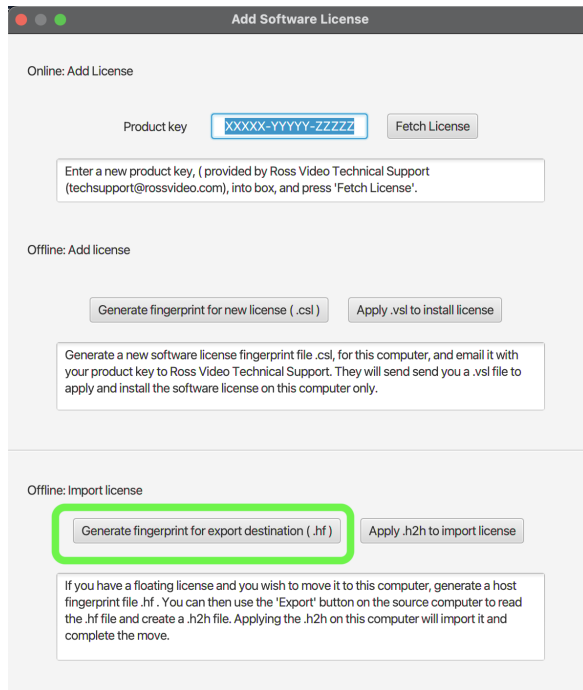 Add Software License
Online: Add License
Product key XXXXX-YYYYY-ZZZZZ Fetch License
Enter a new product key, ( provided by Ross Video Technical Support
(techsupport@rossvideo.com), into box, and press 'Fetch License'.
Offline: Add license
Generate fingerprint for new license ( .csl ) Apply .vsl to install license
Generate a new software license fingerprint file .csl, for this computer, and email it with
your product key to Ross Video Technical Support. They will send send you a .vsl file to
apply and install the software license on this computer only.
Offline: Import license
Generate fingerprint for export destination ( .hf ) Apply .h2h to import license
If you have a floating license and you wish to move it to this computer, generate a host
fingerprint file .hf . You can then use the 'Export' button on the source computer to read
the .hf file and create a .h2h file. Applying the .h2h on this computer will import it and
complete the move.